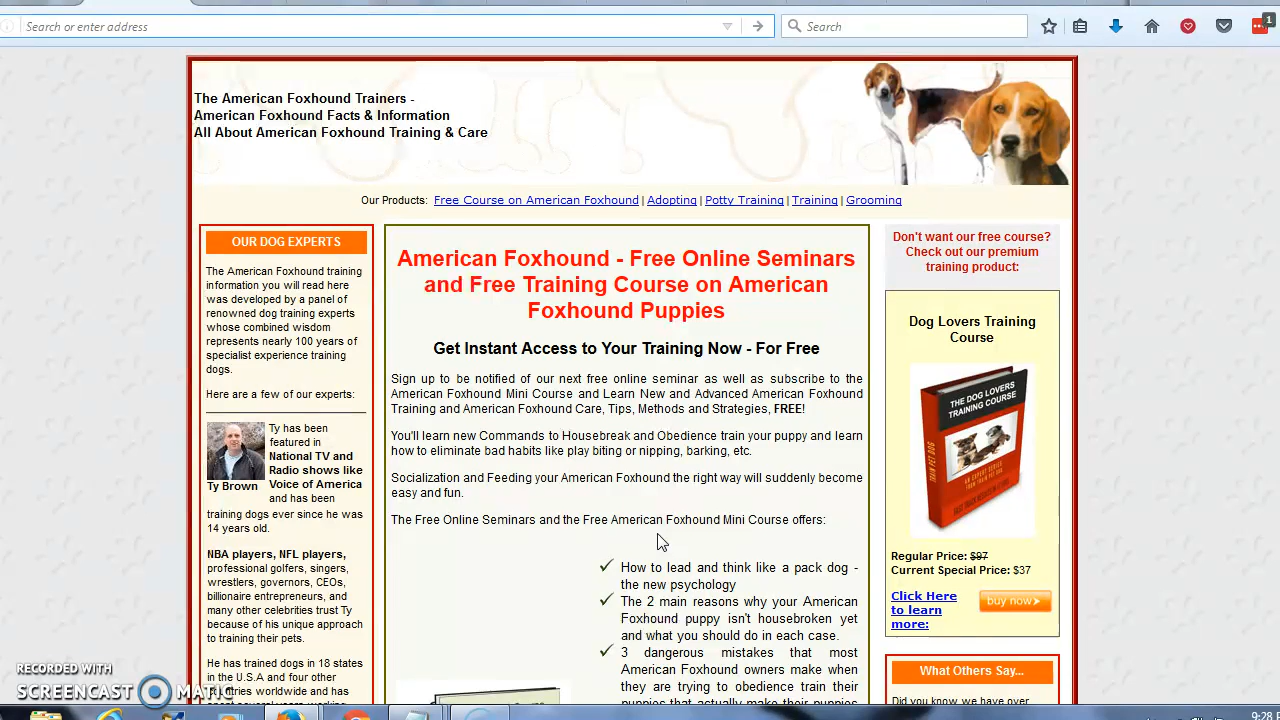 Search or enter address
Search
1
The American Foxhound Trainers -
American Foxhound Facts & Information
All About American Foxhound Training & Care
Our Products: Free Course on American Foxhound | Adopting | Potty Training | Training | Grooming
OUR DOG EXPERTS
The American Foxhound training
information you will read here
was developed by a panel of
renowned dog training experts
whose combined wisdom
represents nearly 100 years of
specialist experience training
dogs.
Here are a few of our experts:
Ty has been
featured in
National TV and
Radio shows like
Voice of America
and has been
Ty Brown
training dogs ever since he was
14 years old.
NBA players, NFL players,
professional golfers, singers,
wrestlers, governors, CEOs,
billionaire entrepreneurs, and
many other celebrities trust Ty
because of his unique approach
to training their pets.
He has trained dogs in 18 states
in the U.S.A and four other
countries worldwide and has
American Foxhound - Free Online Seminars
and Free Training Course on American
Foxhound Puppies
Get Instant Access to Your Training Now - For Free
Sign up to be notified of our next free online seminar as well as subscribe to the
American Foxhound Mini Course and Learn New and Advanced American Foxhound
Training and American Foxhound Care, Tips, Methods and Strategies, FREE!
You'll learn new Commands to Housebreak and Obedience train your puppy and learn
how to eliminate bad habits like play biting or nipping, barking, etc.
Socialization and Feeding your American Foxhound the right way will suddenly become
easy and fun.
The Free Online Seminars and the Free American Foxhound Mini Course offers:
How to lead and think like a pack dog -
the new psychology
The 2 main reasons why your American
Foxhound puppy isn't housebroken yet
and what you should do in each case.
3 dangerous mistakes that most
American Foxhound owners make when
they are trying to obedience train their
puppies that actually make their puppies
Don't want our free course?
Check out our premium
training product:
Dog Lovers Training
Course
THE DOG LOVERS
TRAINING COURSE
TRAIN PET DOG
Regular Price: $97
Current Special Price: $37
Click Here
to learn
more:
buy now
What Others Say...
Did you know we have over
RECORDED WITH
SCREENCAST MATIC
9:28